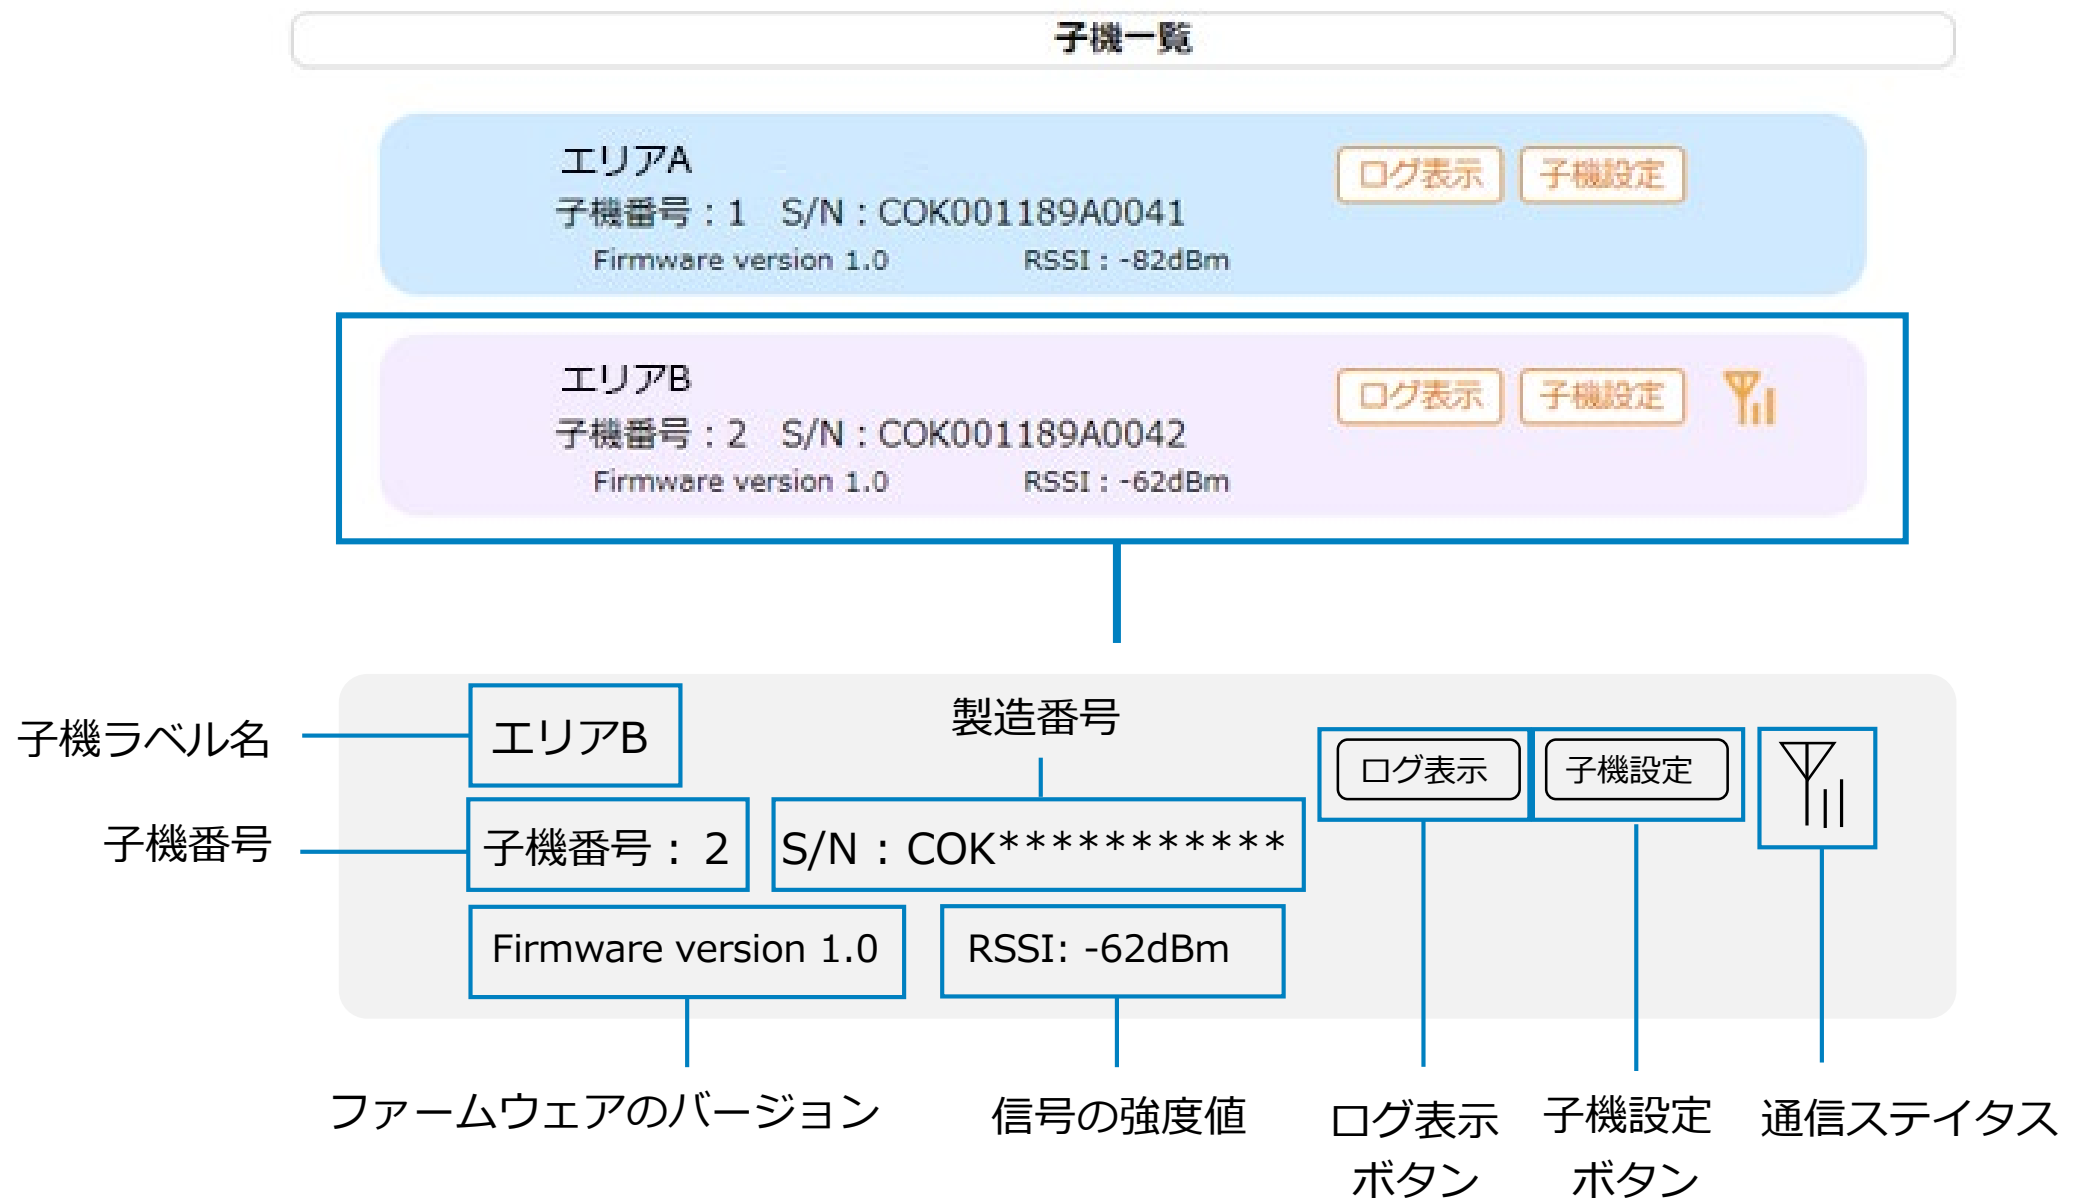 子機一覧
エリアA
ログ表示 子機設定
子機番号：1 S/N：COK001189A0041
Firmware version 1.0 RSSI：-82dBm
エリアB
ログ表示 子機設定
子機番号：2 S/N：COK001189A0042
Firmware version 1.0 RSSI：-62dBm
製造番号
子機ラベル名
エリアB
ログ表示 子機設定
子機番号
子機番号：2 S/N：COK***********
Firmware version 1.0 RSSI: -62dBm
ファームウェアのバージョン
信号の強度値
ログ表示
ボタン
子機設定
ボタン
通信ステイタス